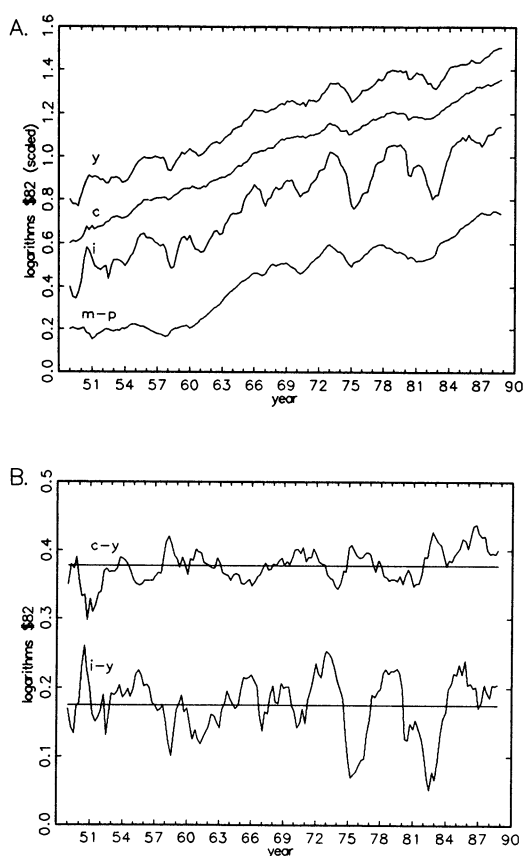 A.
logarithms $82 (scaled)
1.6
1.4
1.2
1.0
0.8
0.6
0.4
0.2
0.0
y
c
i
m-p
51 54 57 60 63 66 69 72 75 78 81 84 87 90
year
B.
logarithms $82
0.5
0.4
0.3
0.2
0.1
0.0
c-y
i-y
51 54 57 60 63 66 69 72 75 78 81 84 87 90
year